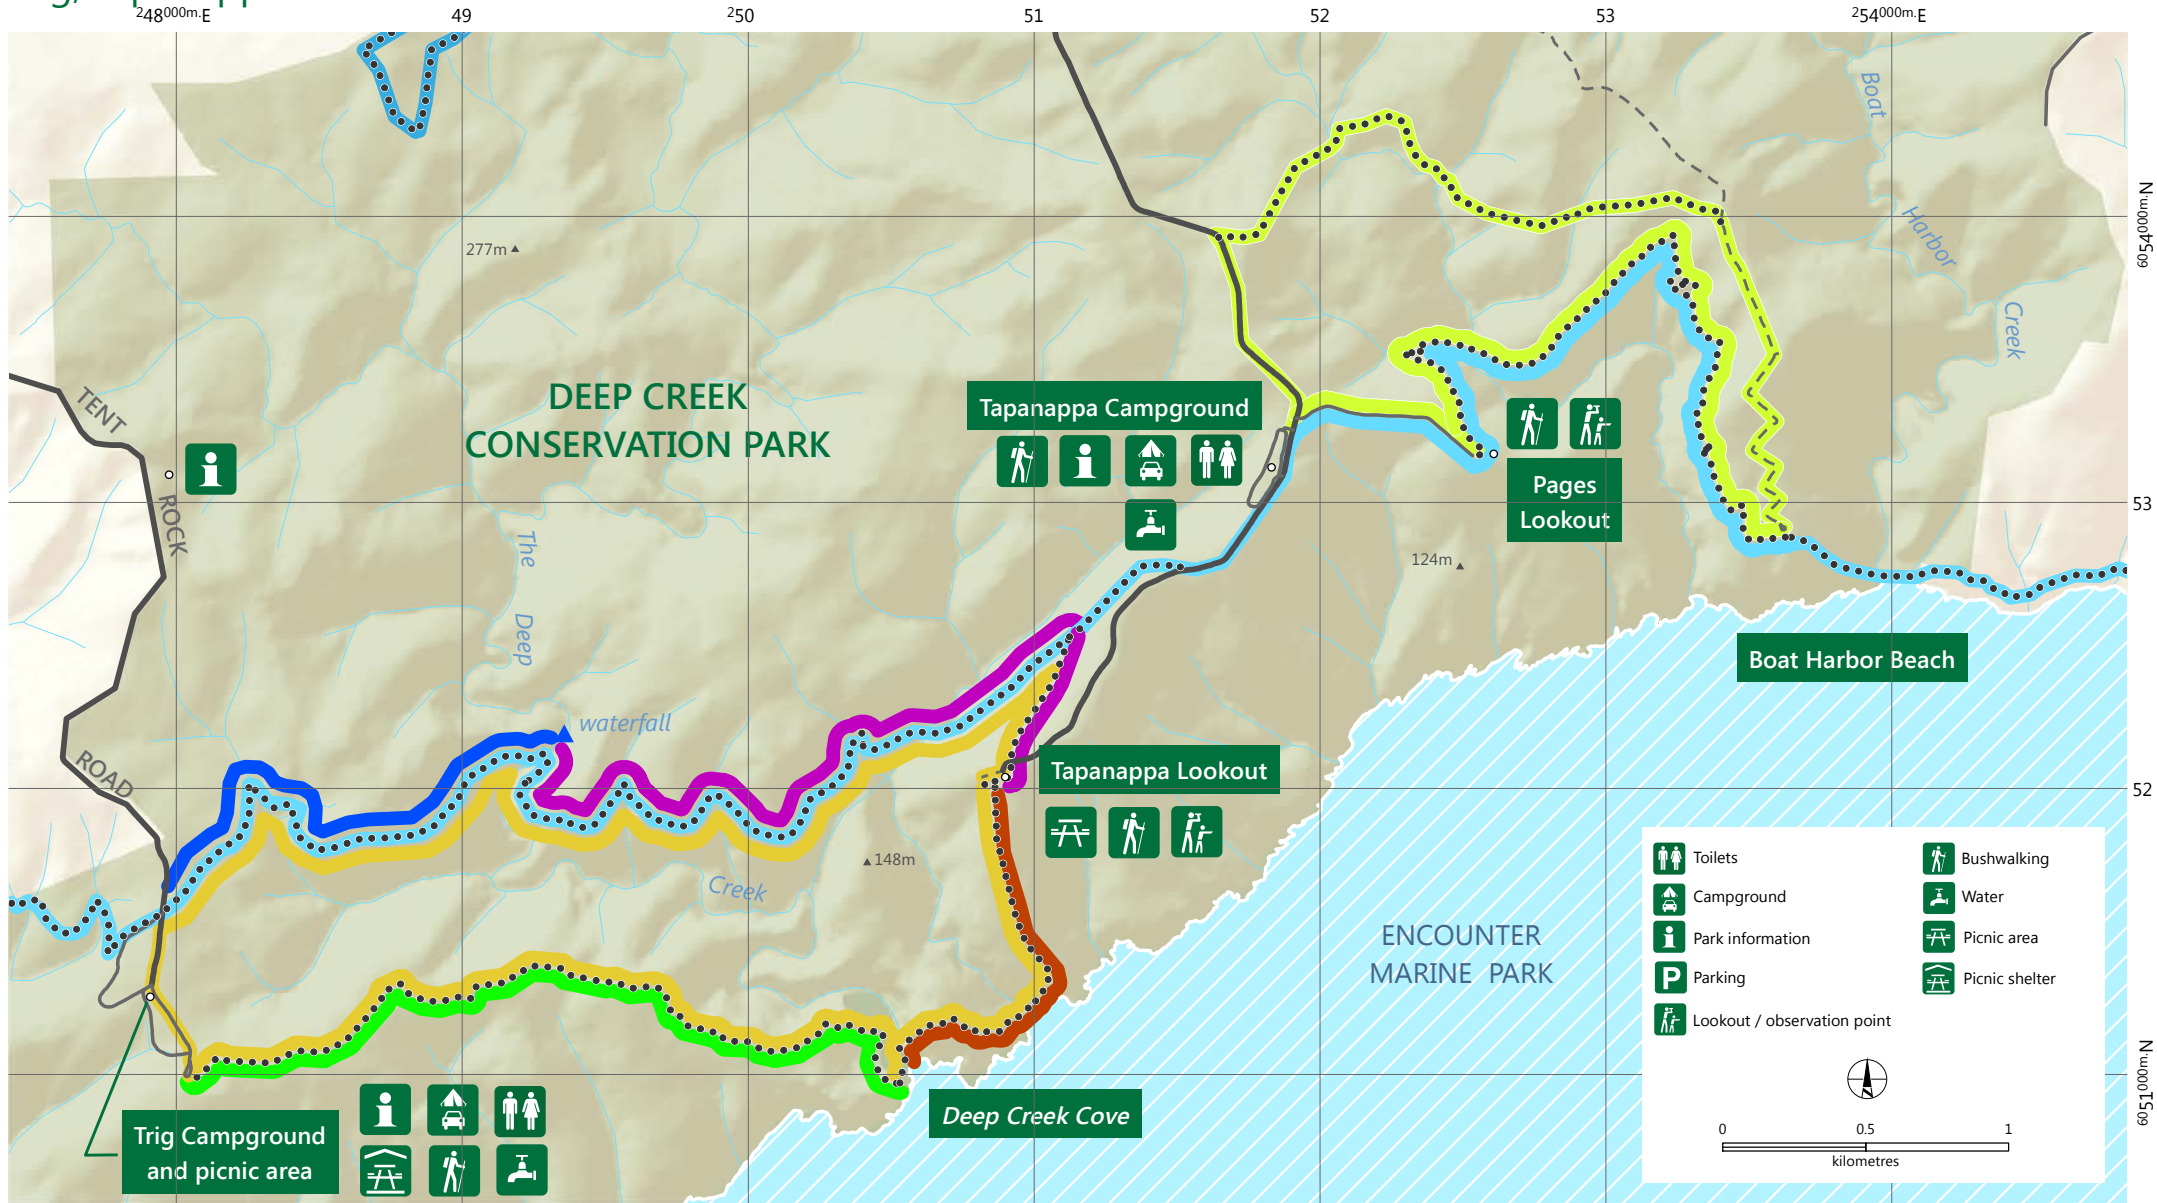 248000m.E
49
250
51
52
53
254000m.E
Boat
Harbor
Creek
6054000m.N
277m
TENT
ROCK
ROAD
DEEP CREEK
CONSERVATION PARK
Tapanappa Campground
Pages
Lookout
53
124m
The
Deep
Creek
waterfall
Boat Harbor Beach
Tapanappa Lookout
52
148m
ENCOUNTER
MARINE PARK
Toilets
Campground
Park information
P
Parking
Lookout / observation point
Bushwalking
Water
Picnic area
Picnic shelter
0
0.5
1
kilometres
6051000m.N
Deep Creek Cove
Trig Campground
and picnic area